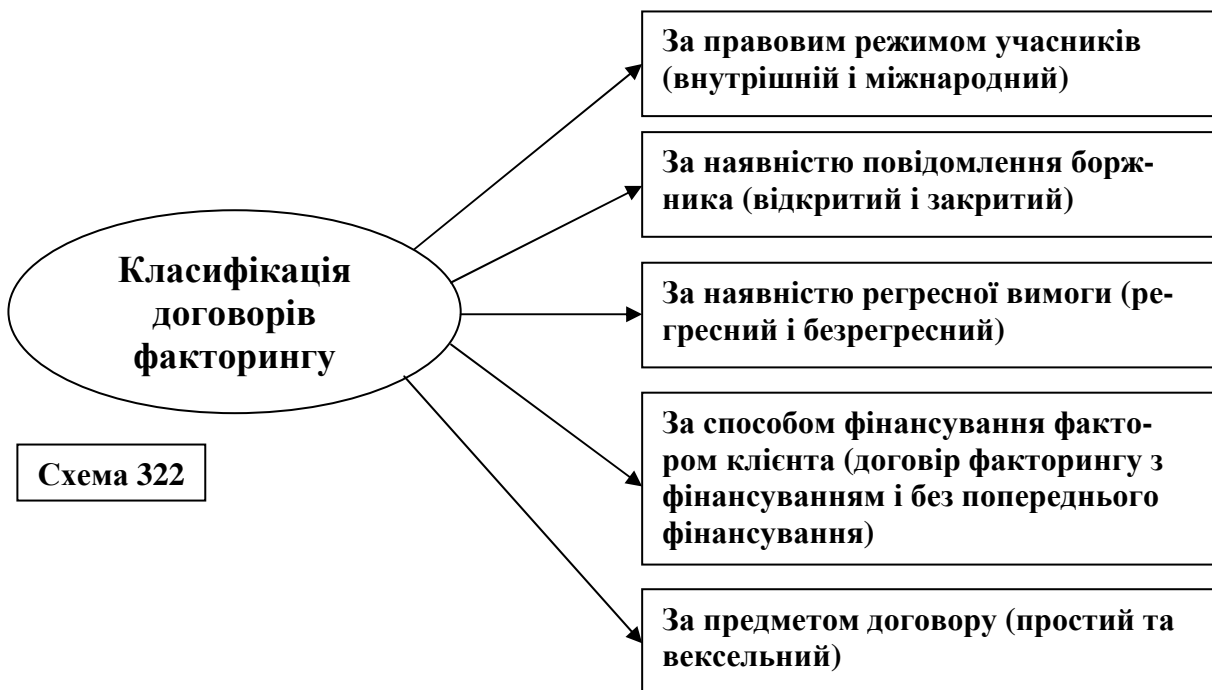 За правовим режимом учасників
(внутрішній і міжнародний)
За наявністю повідомлення борж-
ника (відкритий і закритий)
Класифікація
договорів
факторингу
За наявністю регресної вимоги (ре-
гресний і безрегресний)
За способом фінансування факто-
ром клієнта (договір факторингу з
фінансуванням і без попереднього
фінансування)
Схема 322
За предметом договору (простий та
вексельний)